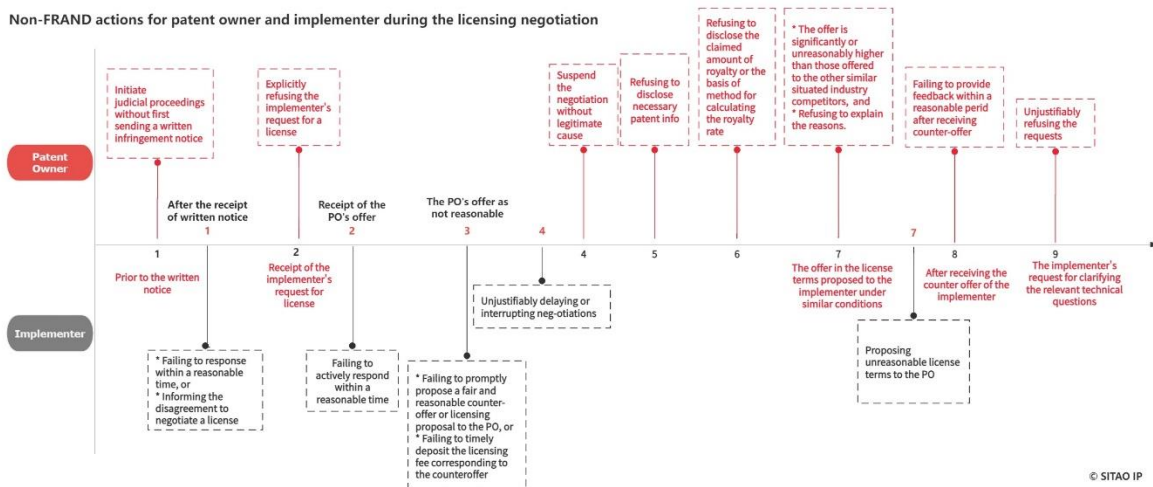 Non-FRAND actions for patent owner and implementer during the licensing negotiation
Patent
Owner
Initiate
judicial proceedings
without first
sending a written
infringement notice
Explicitly
refusing the
implementer's
request for a
license
Suspend
the
negotiation
without
legitimate
cause
Refusing to
disclose
necessary
patent info
Refusing to
disclose the
claimed
amount of
royalty or the
basis of
method for
calculating
the royalty
rate
* The offer is
significantly or
unreasonably higher
than those offered
to the other similar
situated industry
competitors, and
* Refusing to explain
the reasons.
Failing to provide
feedback within a
reasonable perid
after receiving
counter-offer
Unjustifiably
refusing the
requests
After the receipt
of written notice
1
Receipt of the
PO's offer
2
The PO's offer as
not reasonable
3
4
7
1
2
4
5
6
7
8
9
Prior to the written
notice
Receipt of the
implementer's
request for
license
The offer in the license
terms proposed to the
implementer under
similar conditions
After receiving the
counter offer of the
implementer
The implementer's
request for clarifying
the relevant technical
questions
Implementer
* Failing to response
within a reasonable
time, or
* Informing the
disagreement to
negotiate a license
Failing to
actively respond
within a
reasonable time
* Failing to promptly
propose a fair and
reasonable counter-
offer or licensing
proposal to the PO, or
* Failing to timely
deposit the licensing
fee corresponding to
the counteroffer
Unjustifiably delaying or
interrupting neg-otiations
Proposing
unreasonable license
terms to the PO
© SITAO IP